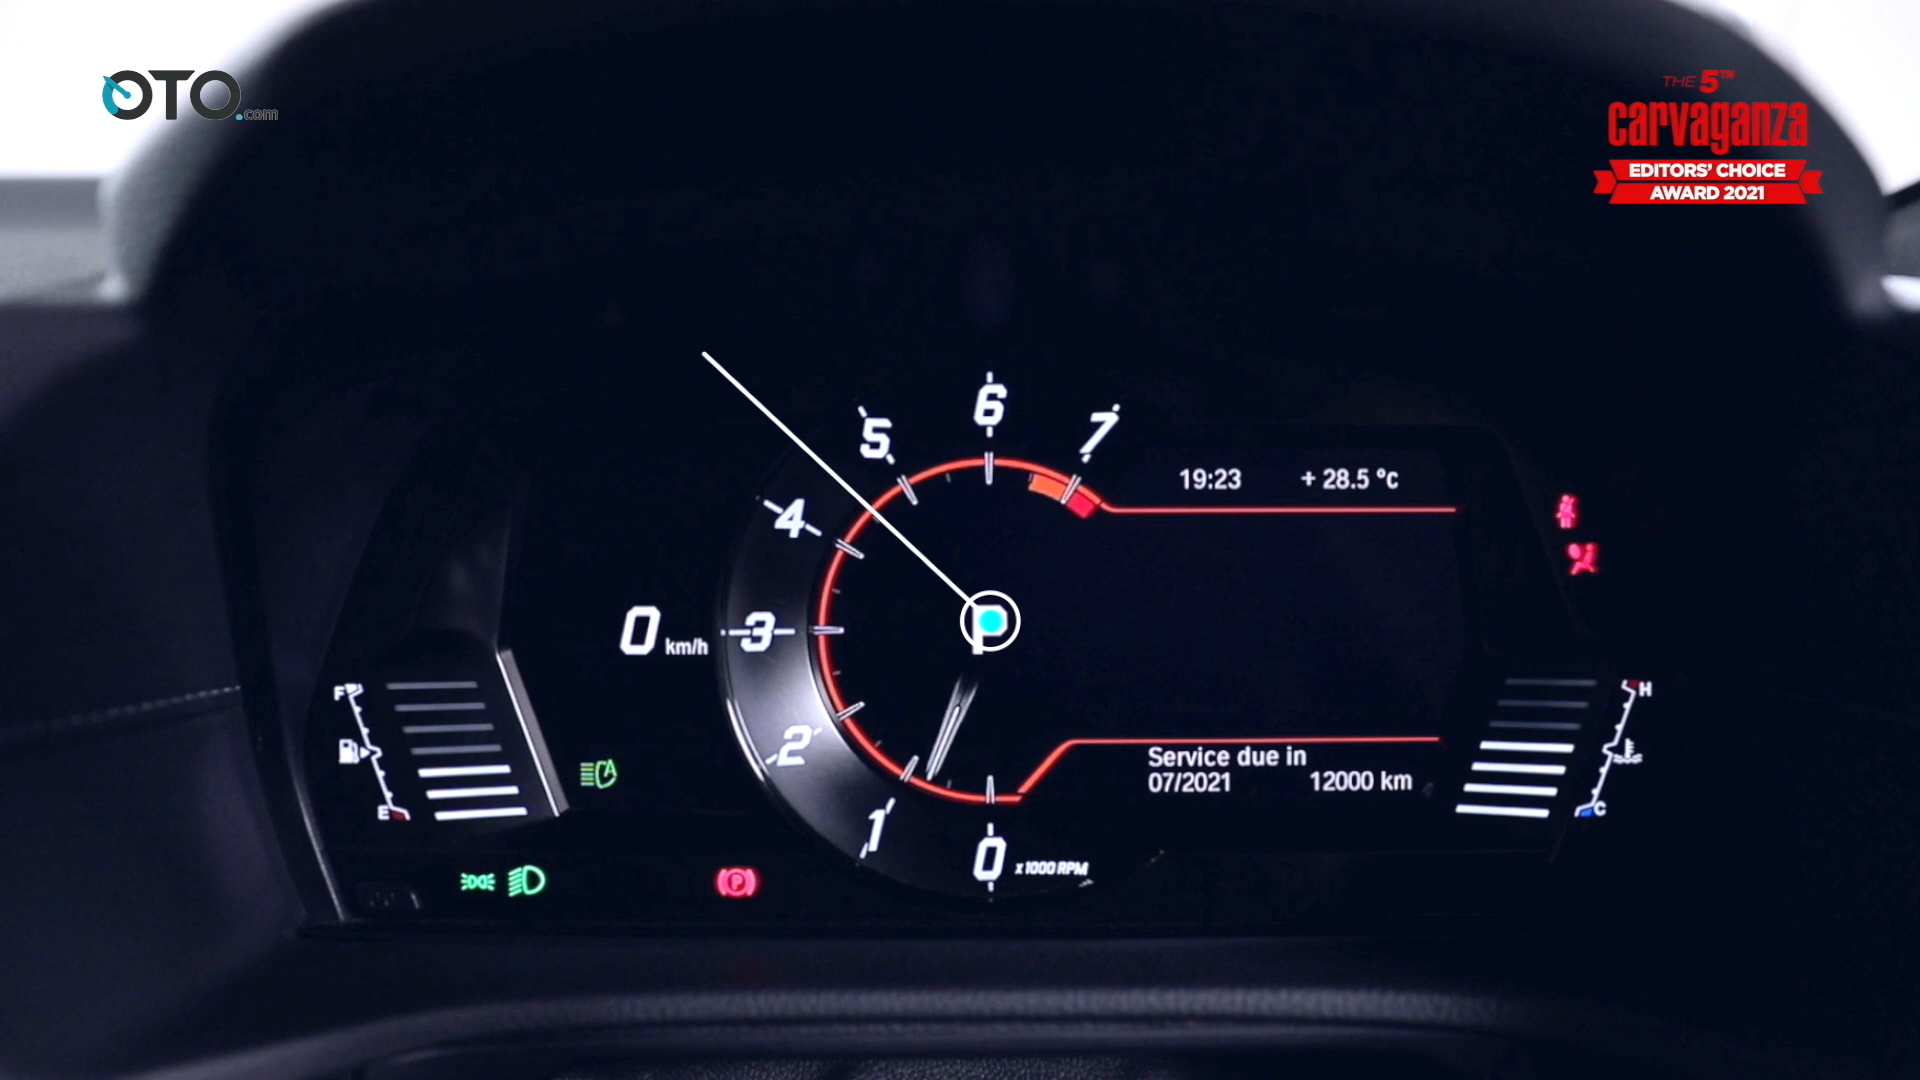 OTO.com
THE 5TH
carvaganza
EDITORS' CHOICE
AWARD 2021
6
5
7
19:23 + 28.5 °C
4
0 km/h
3
P
F
H
2
Service due in
07/2021 12000 km
E
C
1
0 x1000 RPM